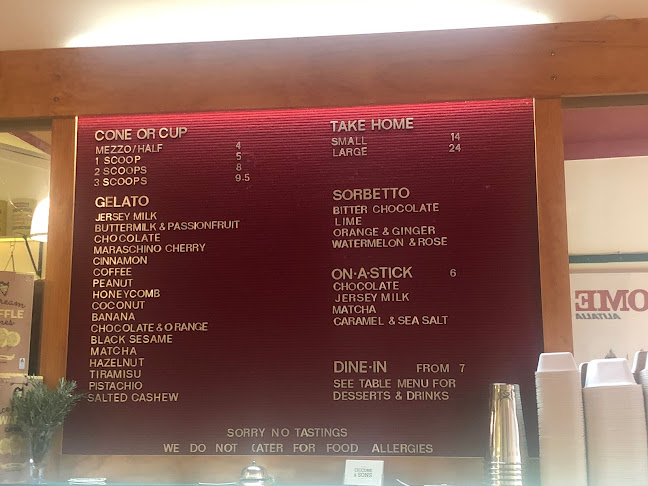 CONE OR CUP
MEZZO/HALF 4
1 SCOOP 5
2 SCOOPS 8
3 SCOOPS 9.5
GELATO
JERSEY MILK
BUTTERMILK & PASSIONFRUIT
CHOCOLATE
MARASCHINO CHERRY
CINNAMON
COFFEE
PEANUT
HONEYCOMB
COCONUT
BANANA
CHOCOLATE & ORANGE
BLACK SESAME
MATCHA
HAZELNUT
TIRAMISU
PISTACHIO
SALTED CASHEW
TAKE HOME
SMALL 14
LARGE 24
SORBETTO
BITTER CHOCOLATE
LIME
ORANGE & GINGER
WATERMELON & ROSE
ON·A·STICK 6
CHOCOLATE
JERSEY MILK
MATCHA
CARAMEL & SEA SALT
DINE·IN FROM 7
SEE TABLE MENU FOR
DESSERTS & DRINKS
SORRY NO TASTINGS
WE DO NOT CATER FOR FOOD ALLERGIES
OME
ALITALIA